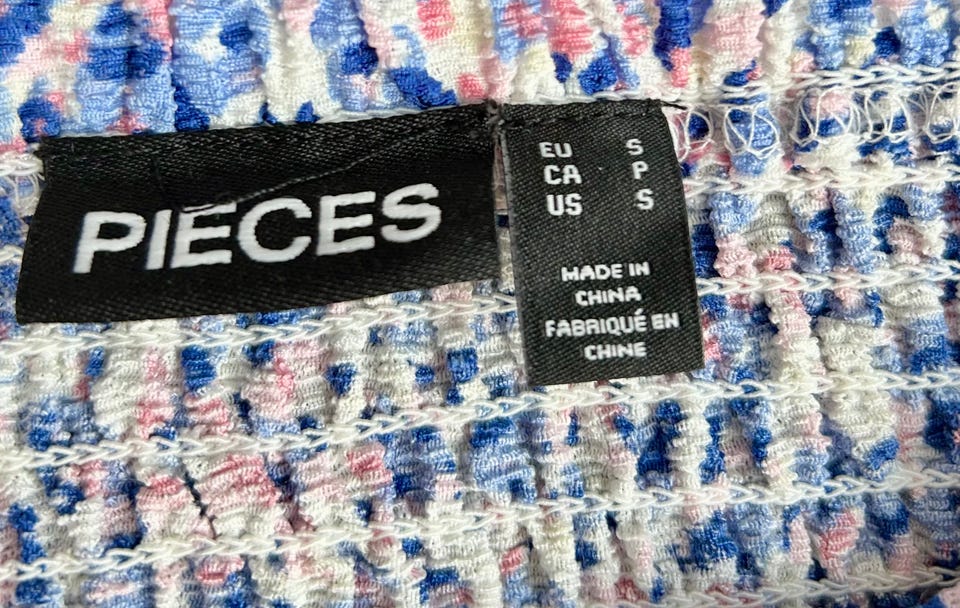 PIECES
EU S
CA P
US S
MADE IN
CHINA
FABRIQUÉ EN
CHINE